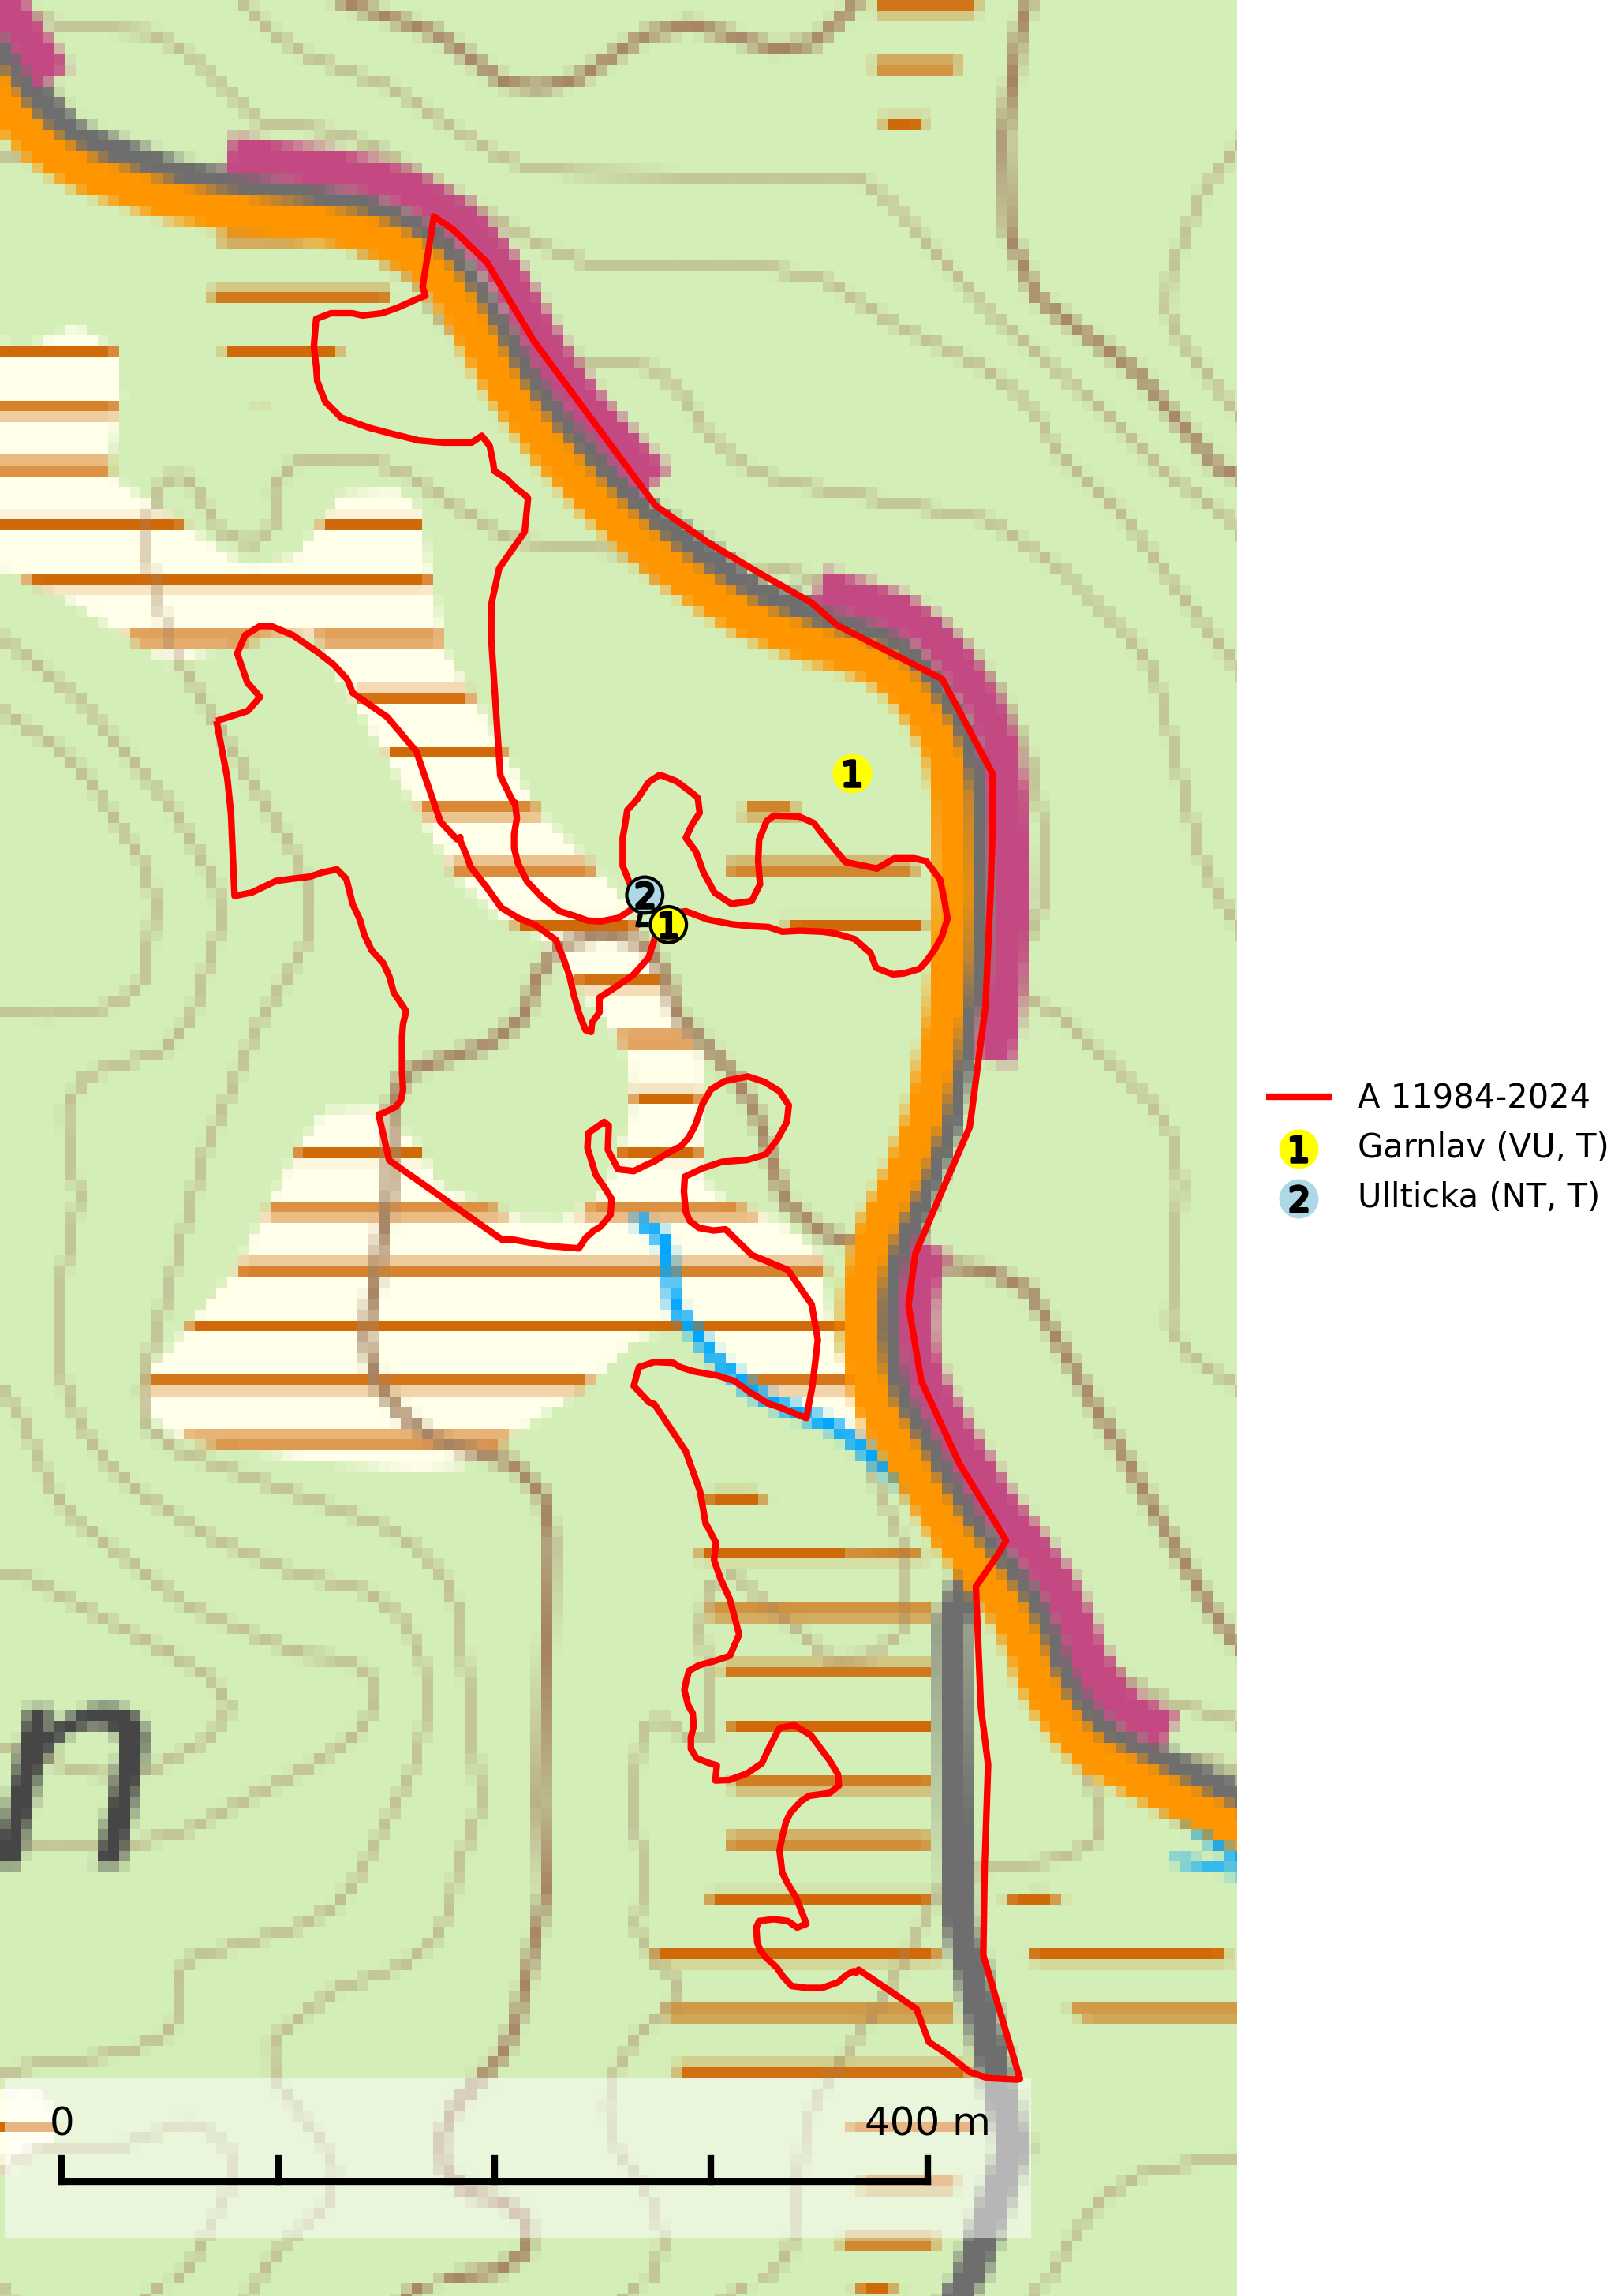 1
2
1
n
0 400 m
A 11984-2024
1 Garnlav (VU, T)
2 Ullticka (NT, T)